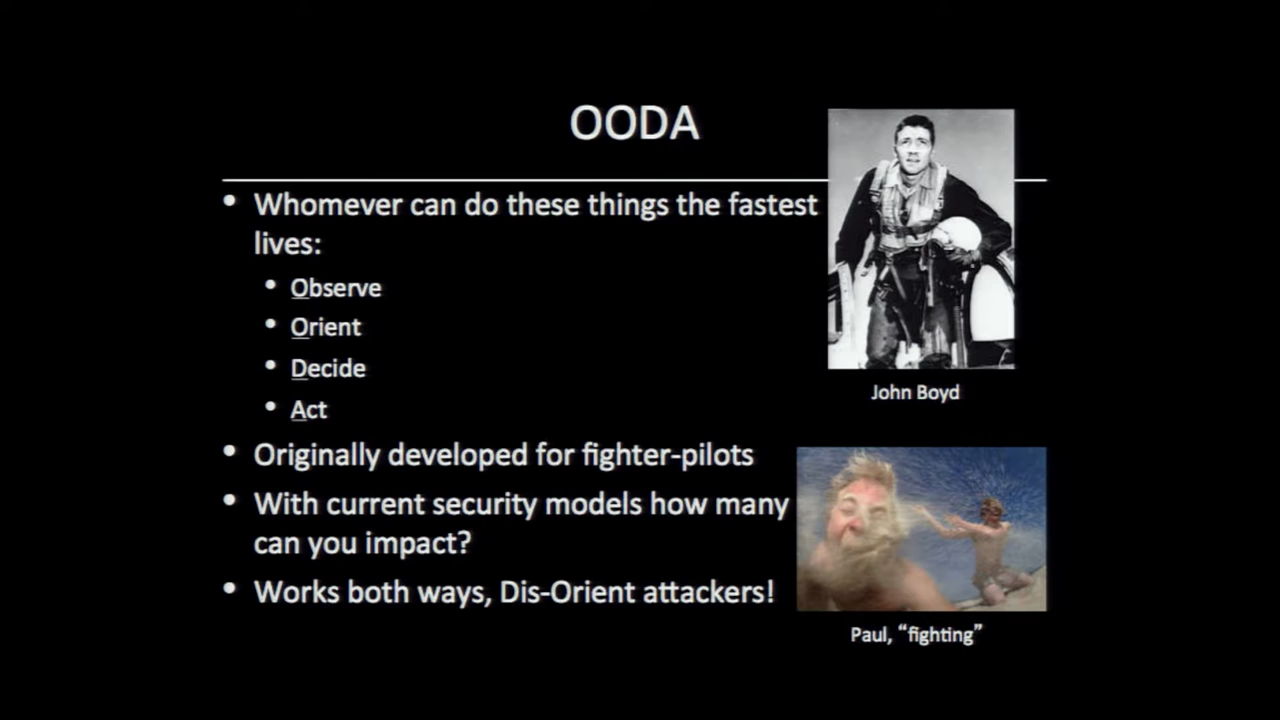 OODA
• Whomever can do these things the fastest
lives:
• Observe
• Orient
• Decide
• Act
• Originally developed for fighter-pilots
• With current security models how many
can you impact?
• Works both ways, Dis-Orient attackers!
John Boyd
Paul, “fighting”